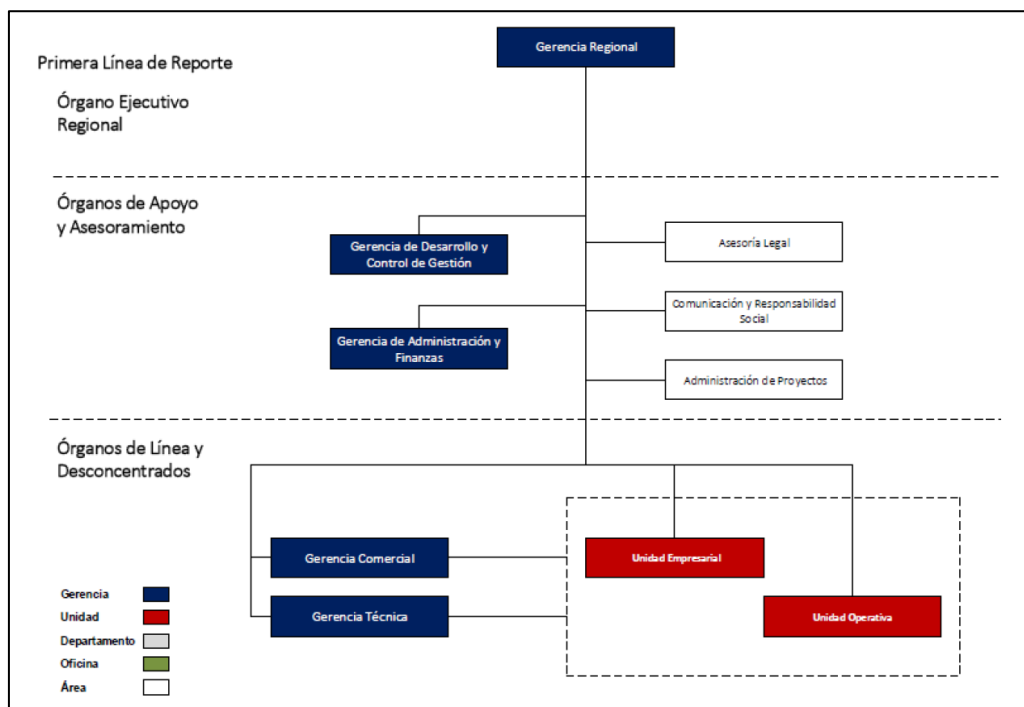 Gerencia Regional
Primera Línea de Reporte
Órgano Ejecutivo
Regional
Órganos de Apoyo
y Asesoramiento
Gerencia de Desarrollo y
Control de Gestión
Asesoría Legal
Comunicación y Responsabilidad
Social
Gerencia de Administración y
Finanzas
Administración de Proyectos
Órganos de Línea y
Desconcentrados
Gerencia Comercial
Unidad Empresarial
Gerencia Técnica
Unidad Operativa
Gerencia
Unidad
Departamento
Oficina
Área